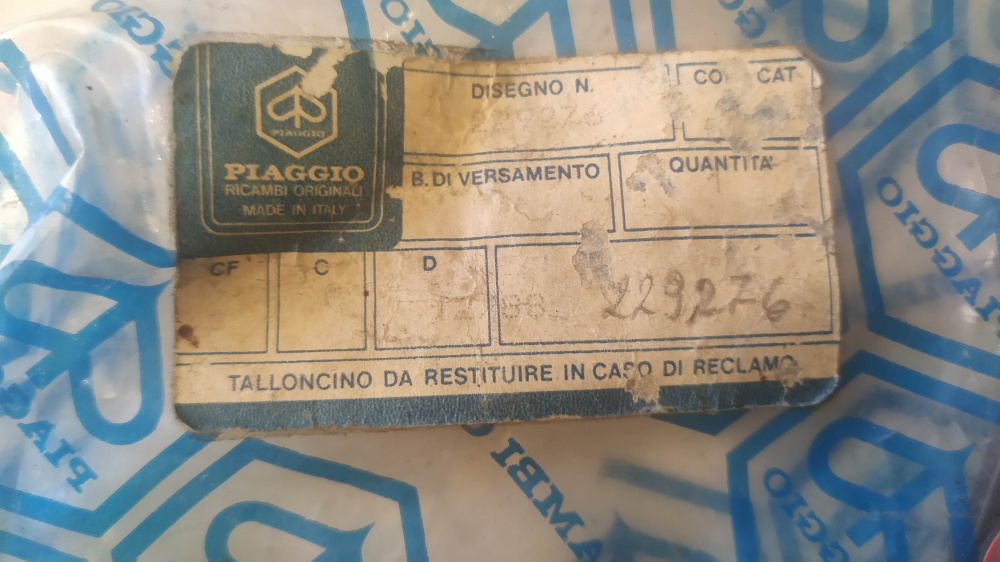 PIAGGIO
PIAGGIO
RICAMBI ORIGINALI
MADE IN ITALY
DISEGNO N.
CAT
B. DI VERSAMENTO
QUANTITA'
CF
C
D
229276
TALLONCINO DA RESTITUIRE IN CASO DI RECLAMO
PIAGGIO